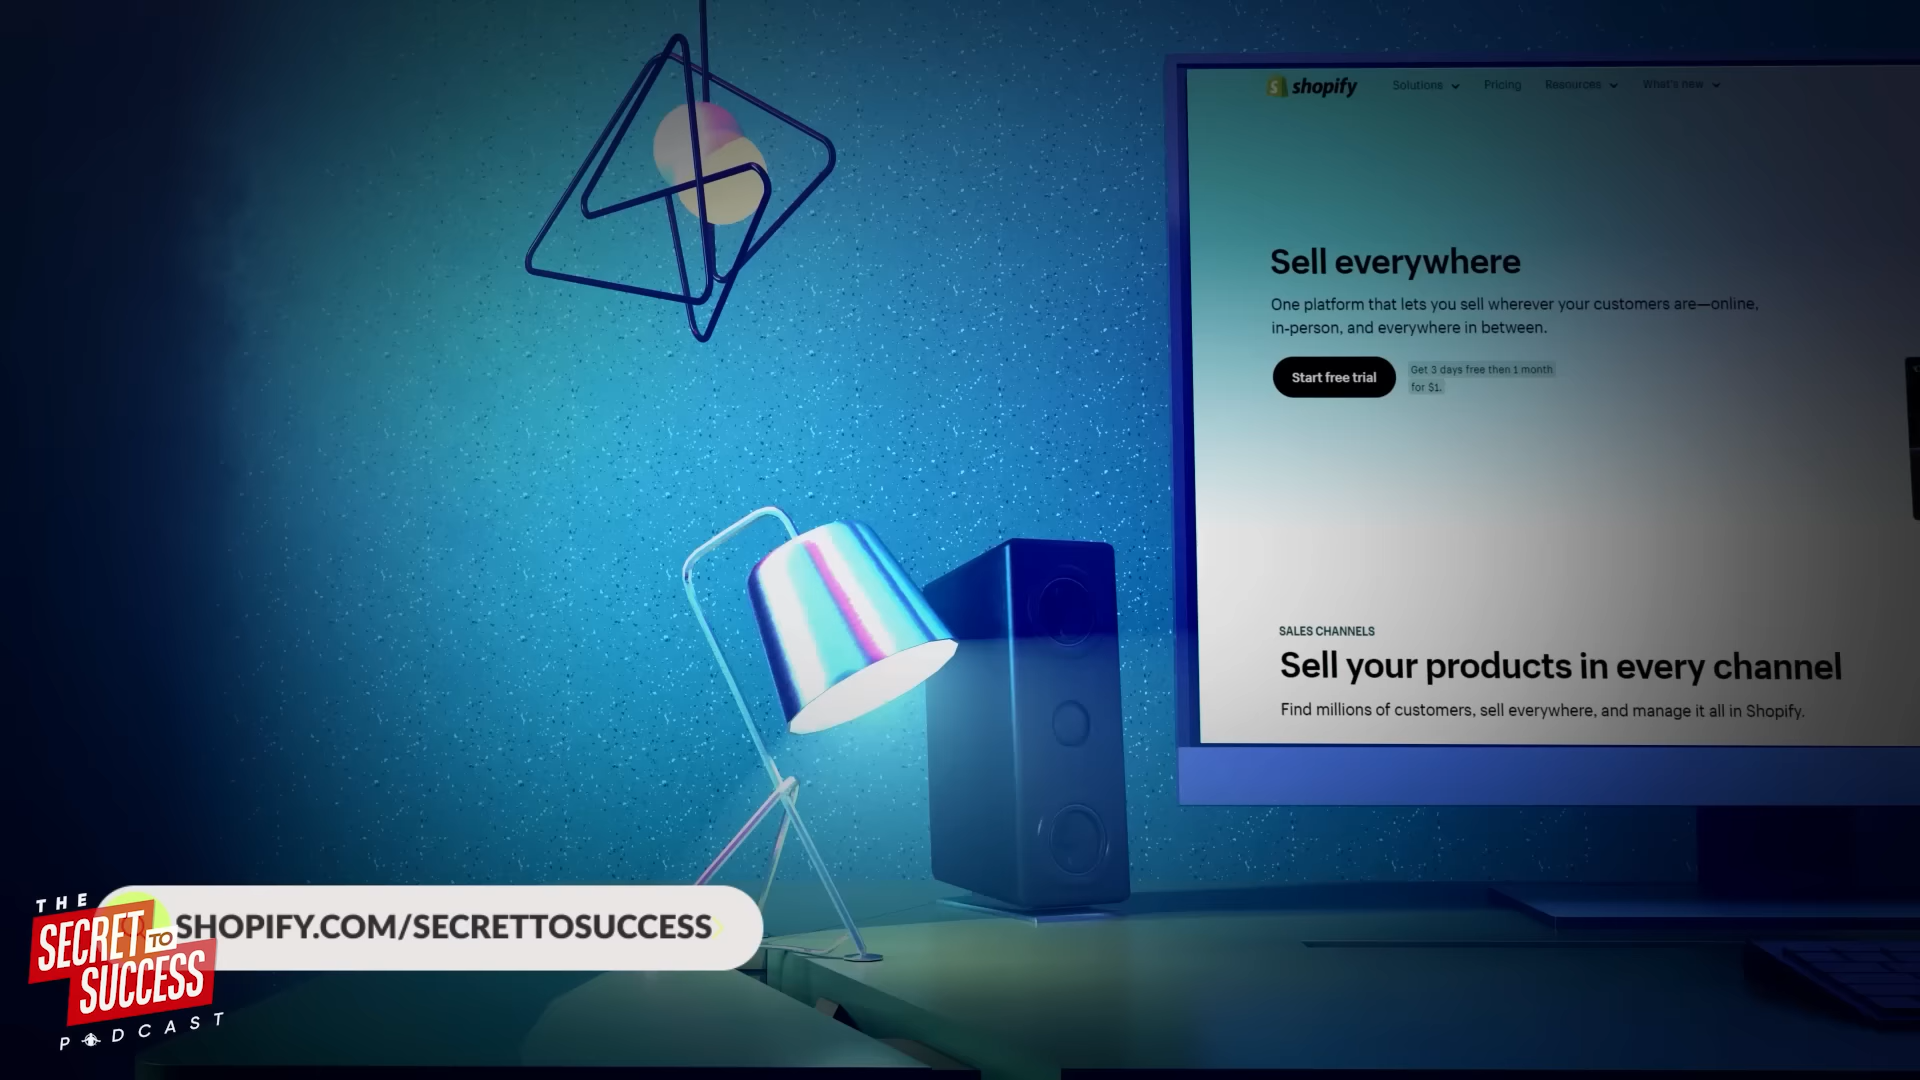 shopify Solutions Pricing Resources What's new
Sell everywhere
One platform that lets you sell wherever your customers are—online,
in-person, and everywhere in between.
Start free trial
Get 3 days free then 1 month
for $1.
SALES CHANNELS
Sell your products in every channel
Find millions of customers, sell everywhere, and manage it all in Shopify.
SHOPIFY.COM/SECRETTOSUCCESS
THE
SECRET TO
SUCCESS
PODCAST